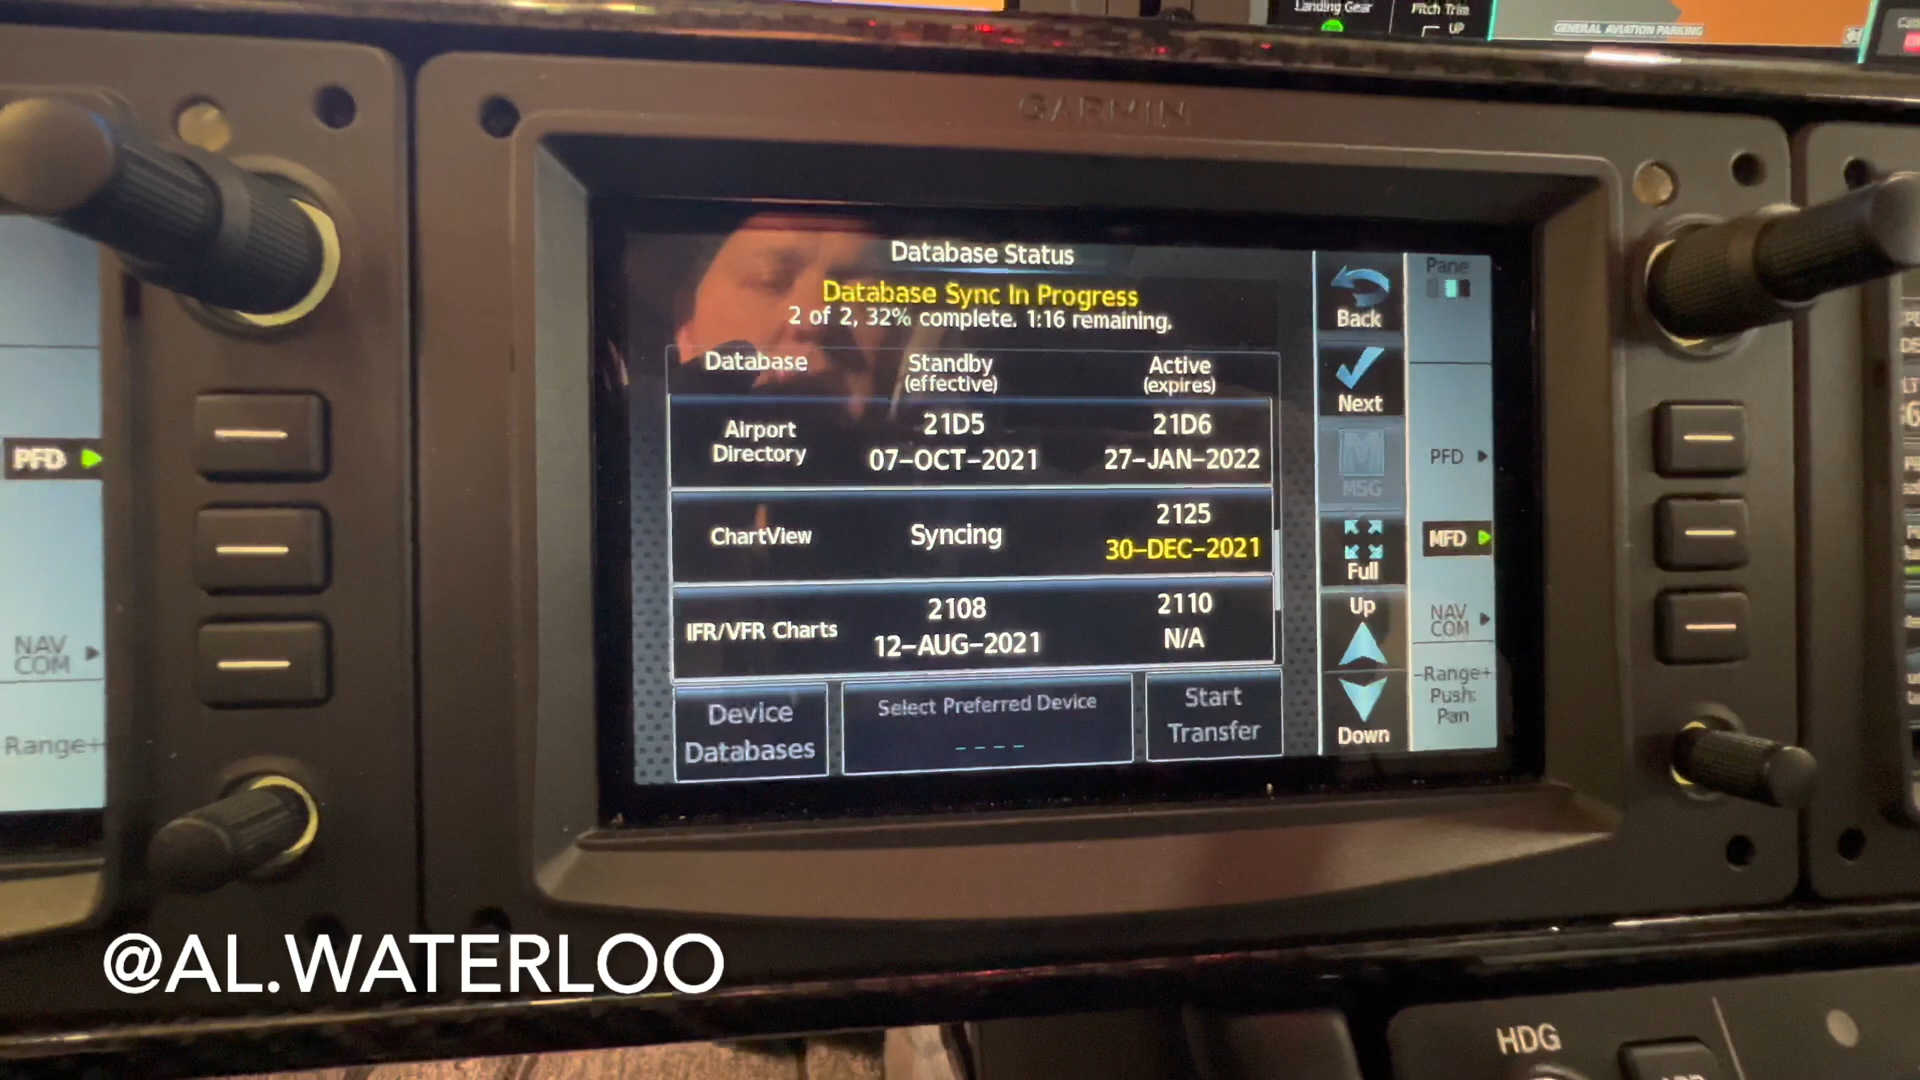 Landing Gear
Pitch Trim
UP
GENERAL AVIATION PARKING
GARMIN
Database Status
Database Sync In Progress
2 of 2, 32% complete. 1:16 remaining.
Database
Standby
(effective)
Active
(expires)
Airport
Directory
21D5
07-OCT-2021
21D6
27-JAN-2022
ChartView
Syncing
2125
30-DEC-2021
IFR/VFR Charts
2108
12-AUG-2021
2110
N/A
Device
Databases
Select Preferred Device
_ _ _ _
Start
Transfer
Back
Next
MSG
Full
Up
Down
Pane
PFD
MFD
NAV
COM
-Range+
Push:
Pan
PFD
NAV
COM
Range+
@AL.WATERLOO
HDG